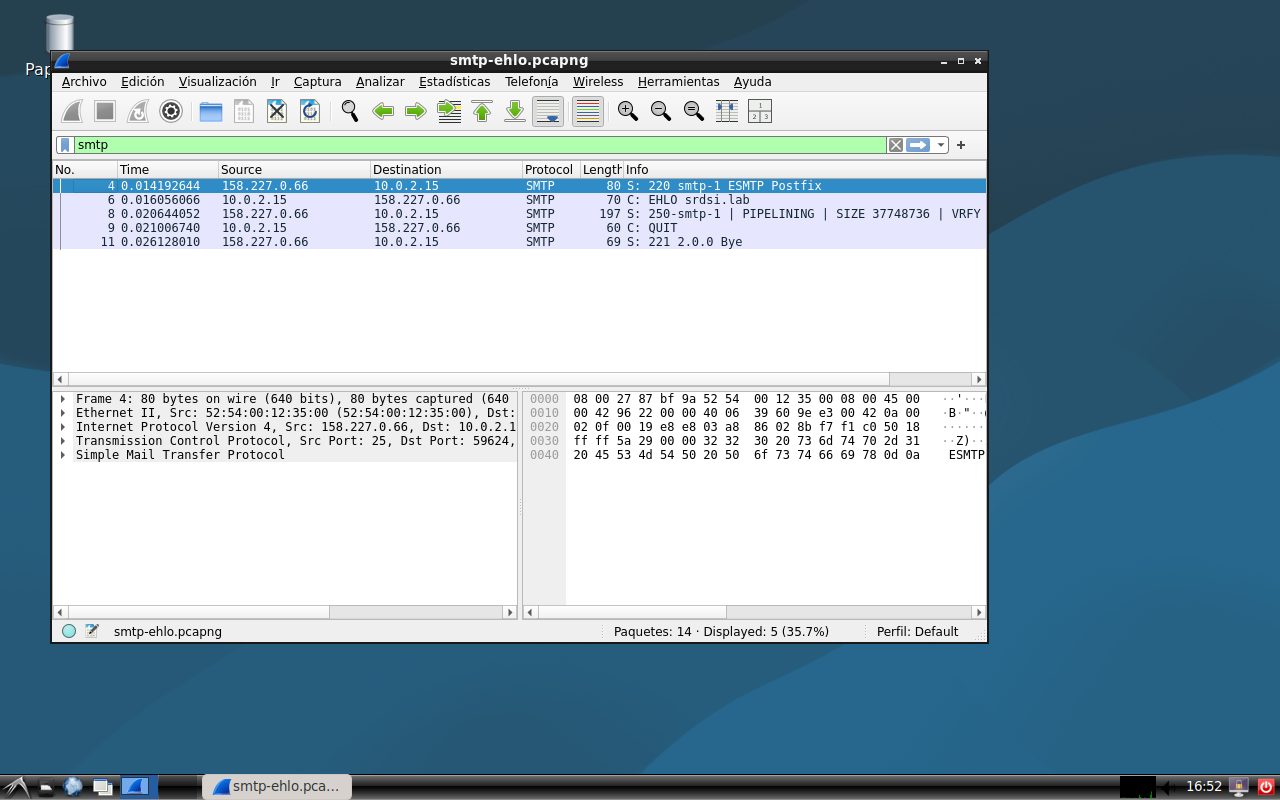 Pap
smtp-ehlo.pcapng
Archivo Edición Visualización Ir Captura Analizar Estadísticas Telefonía Wireless Herramientas Ayuda
smtp
No. Time Source Destination Protocol Length Info
4 0.014192644 158.227.0.66 10.0.2.15 SMTP 80 S: 220 smtp-1 ESMTP Postfix
6 0.016056066 10.0.2.15 158.227.0.66 SMTP 70 C: EHLO srdsi.lab
8 0.020644052 158.227.0.66 10.0.2.15 SMTP 197 S: 250-smtp-1 | PIPELINING | SIZE 37748736 | VRFY
9 0.021006740 10.0.2.15 158.227.0.66 SMTP 60 C: QUIT
11 0.026128010 158.227.0.66 10.0.2.15 SMTP 69 S: 221 2.0.0 Bye
Frame 4: 80 bytes on wire (640 bits), 80 bytes captured (640
Ethernet II, Src: 52:54:00:12:35:00 (52:54:00:12:35:00), Dst:
Internet Protocol Version 4, Src: 158.227.0.66, Dst: 10.0.2.1
Transmission Control Protocol, Src Port: 25, Dst Port: 59624,
Simple Mail Transfer Protocol
0000 08 00 27 87 bf 9a 52 54 00 12 35 00 08 00 45 00 ··'····
0010 00 42 96 22 00 00 40 06 39 60 9e e3 00 42 0a 00 ·B·"··
0020 02 0f 00 19 e8 e8 03 a8 86 02 8b f7 f1 c0 50 18 ······
0030 ff ff 5a 29 00 00 32 32 30 20 73 6d 74 70 2d 31 ··Z)··
0040 20 45 53 4d 54 50 20 50 6f 73 74 66 69 78 0d 0a ESMTP
smtp-ehlo.pcapng Paquetes: 14 · Displayed: 5 (35.7%) Perfil: Default
smtp-ehlo.pca... 16:52